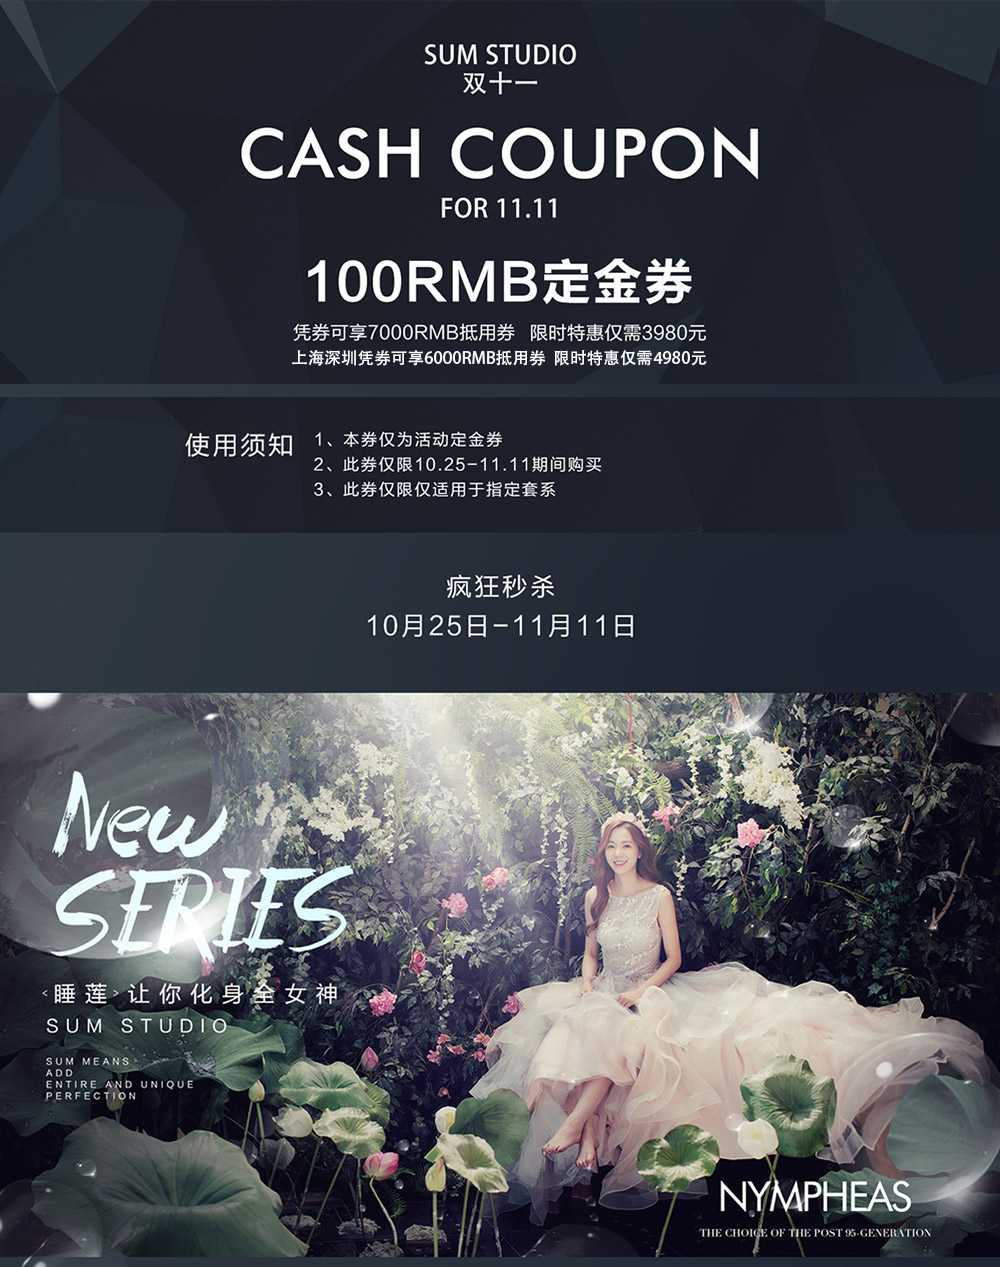 SUM STUDIO
双十一
CASH COUPON
FOR 11.11
100RMB定金券
凭券可享7000RMB抵用券 限时特惠仅需3980元
上海深圳凭券可享6000RMB抵用券 限时特惠仅需4980元
使用须知
1、本券仅为活动定金券
2、此券仅限10.25-11.11期间购买
3、此券仅限仅适用于指定套系
疯狂秒杀
10月25日-11月11日
New
SERIES
<睡莲>让你化身全女神
SUM STUDIO
SUM MEANS
ADD
ENTIRE AND UNIQUE
PERFECTION
NYMPHEAS
THE CHOICE OF THE POST 95-GENERATION